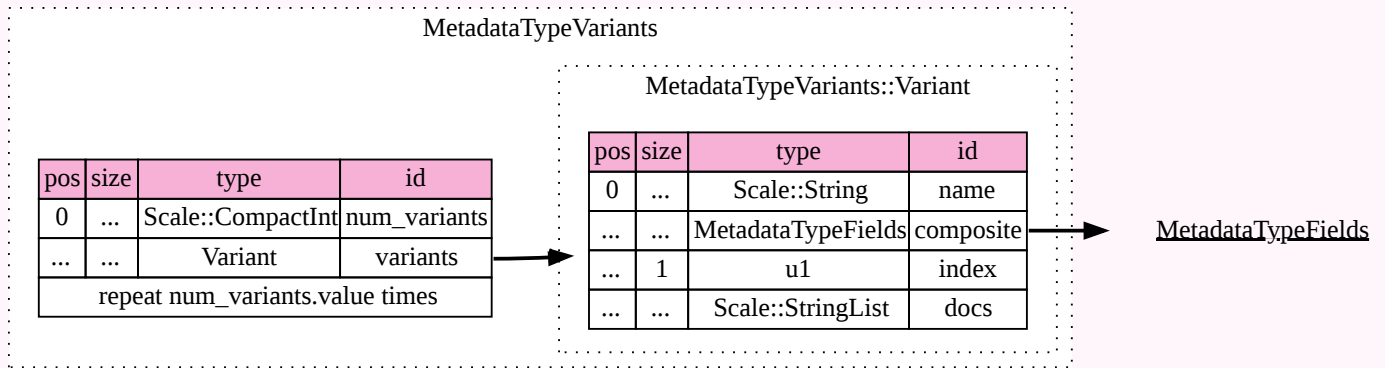 MetadataTypeVariants
MetadataTypeVariants::Variant
pos size type id
0 ... Scale::CompactInt num_variants
... ... Variant variants
repeat num_variants.value times
pos size type id
0 ... Scale::String name
... ... MetadataTypeFields composite
... 1 u1 index
... ... Scale::StringList docs
MetadataTypeFields